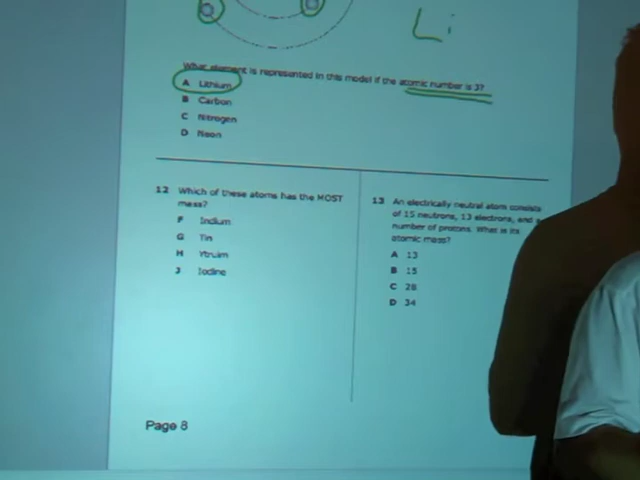 Li
What element is represented in this model if the atomic number is 3?
A Lithium
B Carbon
C Nitrogen
D Neon
12 Which of these atoms has the MOST
mass?
F Indium
G Tin
H Yttruim
J Iodine
13 An electrically neutral atom consists
of 15 neutrons, 13 electrons, and
number of protons. What is its
atomic mass?
A 13
B 15
C 28
D 34
Page 8